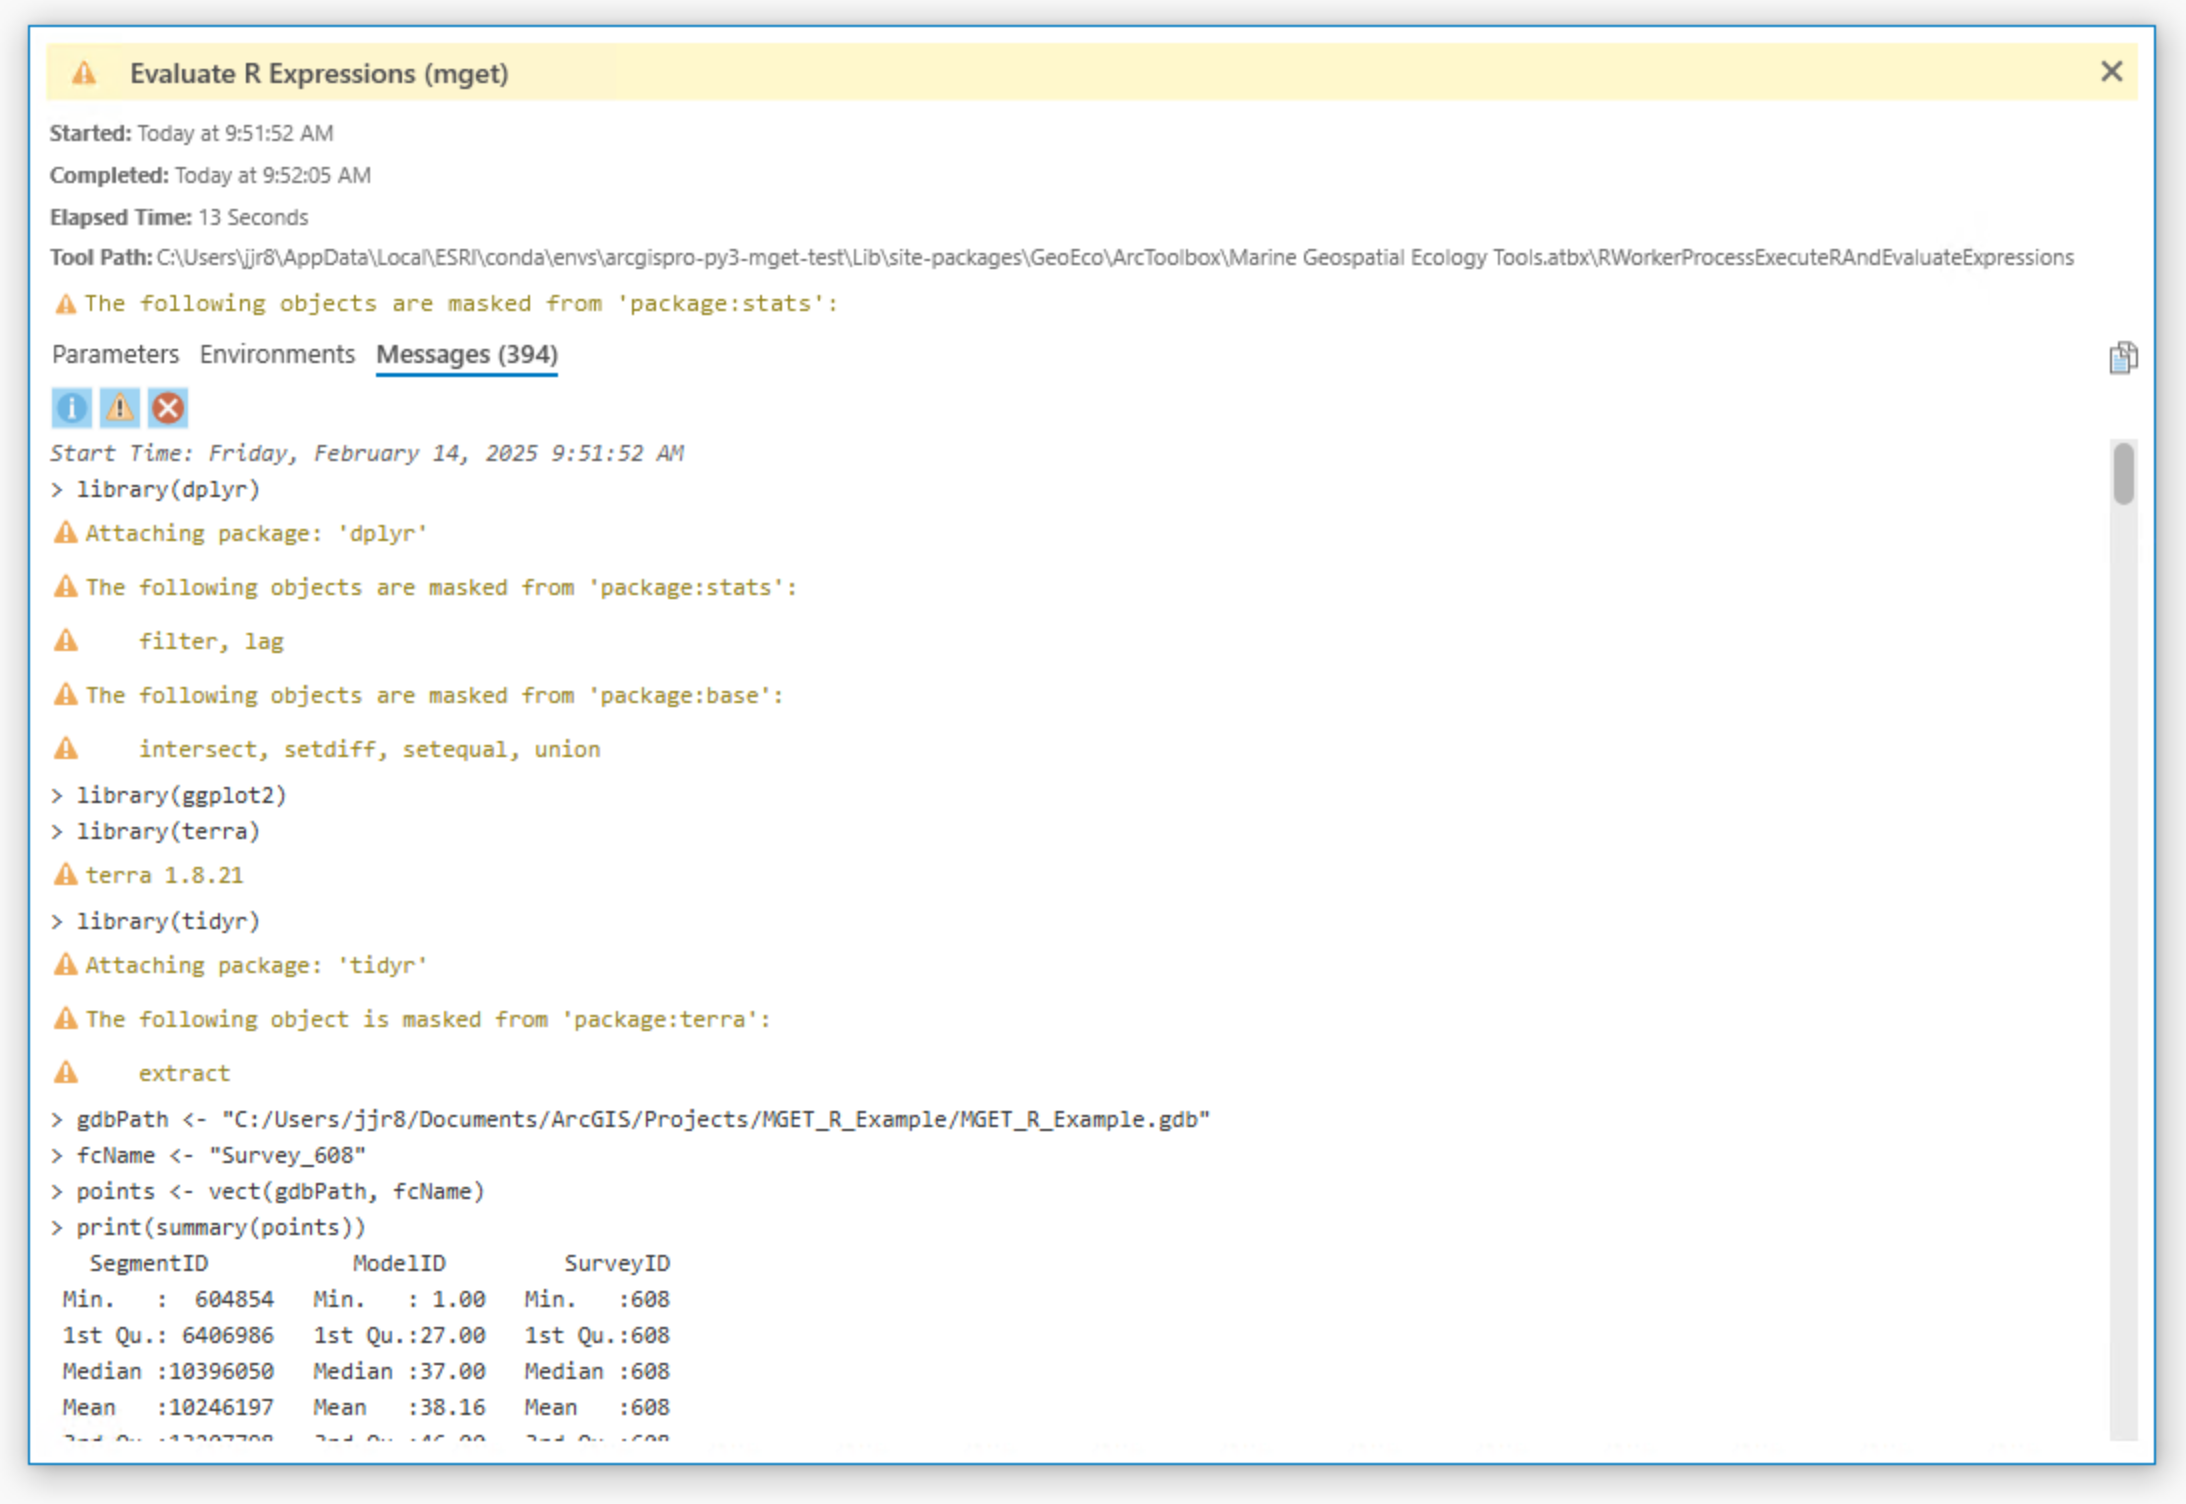 Evaluate R Expressions (mget)
Started: Today at 9:51:52 AM
Completed: Today at 9:52:05 AM
Elapsed Time: 13 Seconds
Tool Path: C:\Users\jjr8\AppData\Local\ESRI\conda\envs\arcgispro-py3-mget-test\Lib\site-packages\GeoEco\ArcToolbox\Marine Geospatial Ecology Tools.atbx\RWorkerProcessExecuteRAndEvaluateExpressions
The following objects are masked from 'package:stats':
Parameters Environments Messages (394)
Start Time: Friday, February 14, 2025 9:51:52 AM
> library(dplyr)
Attaching package: 'dplyr'
The following objects are masked from 'package:stats':
filter, lag
The following objects are masked from 'package:base':
intersect, setdiff, setequal, union
> library(ggplot2)
> library(terra)
terra 1.8.21
> library(tidyr)
Attaching package: 'tidyr'
The following object is masked from 'package:terra':
extract
> gdbPath <- "C:/Users/jjr8/Documents/ArcGIS/Projects/MGET_R_Example/MGET_R_Example.gdb"
> fcName <- "Survey_608"
> points <- vect(gdbPath, fcName)
> print(summary(points))
SegmentID ModelID SurveyID
Min. : 604854 Min. : 1.00 Min. :608
1st Qu.: 6406986 1st Qu.:27.00 1st Qu.:608
Median :10396050 Median :37.00 Median :608
Mean :10246197 Mean :38.16 Mean :608